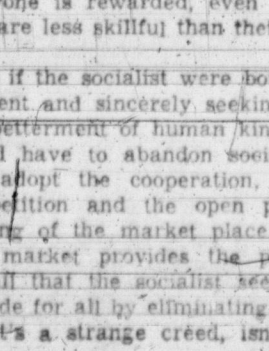 one is rewarded, even
are less skillful than the
if the socialist were bo
ent and sincerely seekin
betterment of human kin
l have to abandon soci
adopt the cooperation,
etition and the open p
ng of the market place
market provides the p
ll that the socialist see
de for all by eliminating
t's a strange creed, isn